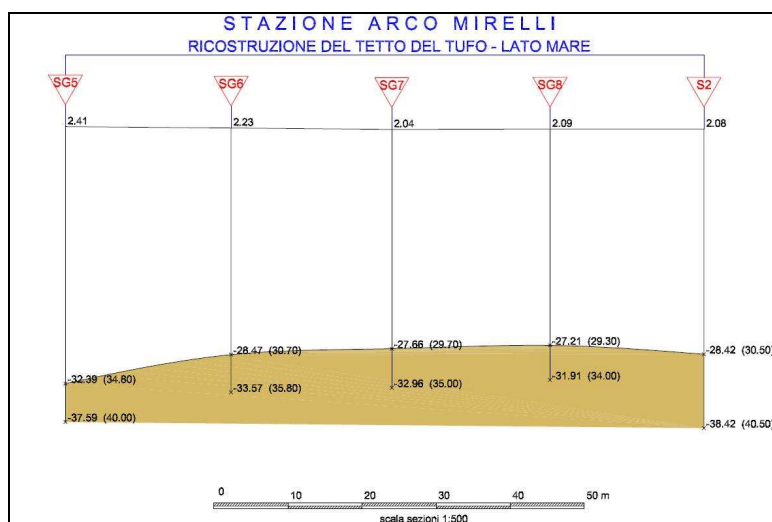 STAZIONE ARCO MIRELLI
RICOSTRUZIONE DEL TETTO DEL TUFO - LATO MARE
SG5 SG6 SG7 SG8 S2
2.41 2.23 2.04 2.09 2.08
-28.47 (30.70) -27.66 (29.70) -27.21 (29.30) -28.42 (30.50)
-32.39 (34.80) -33.57 (35.80) -32.96 (35.00) -31.91 (34.00)
-37.59 (40.00) -38.42 (40.50)
0 10 20 30 40 50 m
scala sezioni 1:500